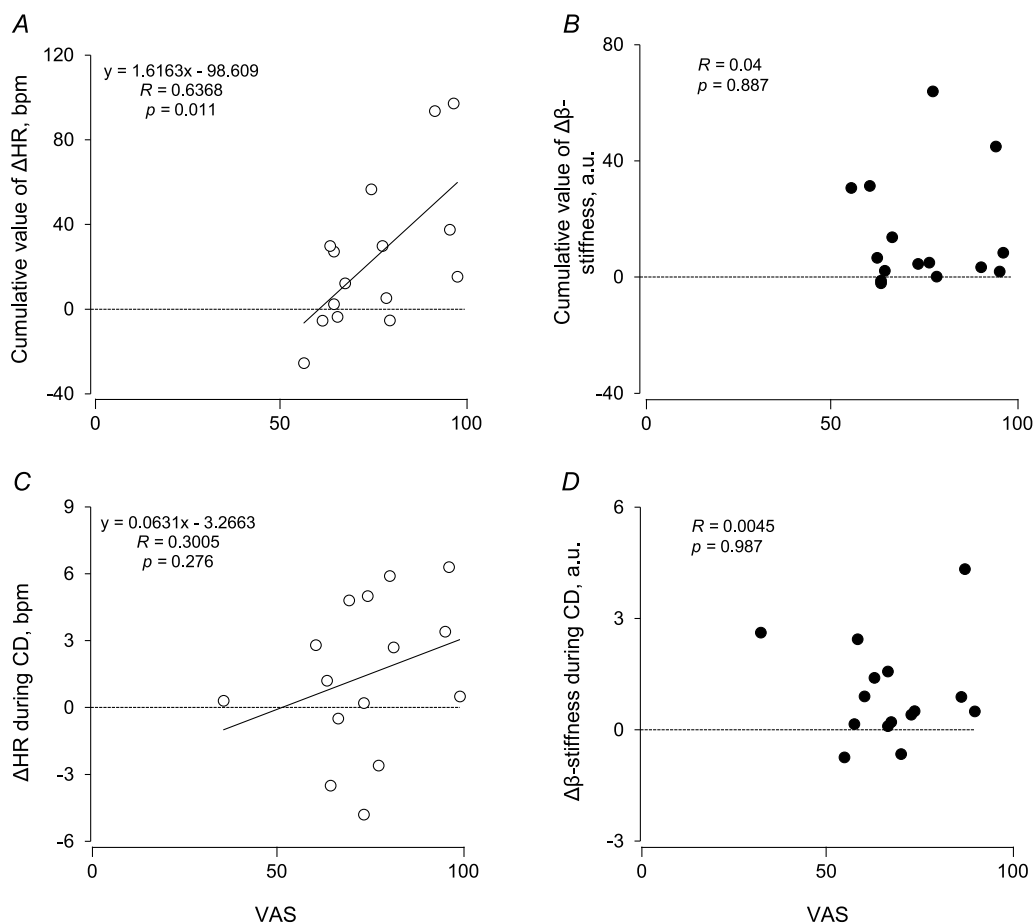 A
Cumulative value of ΔHR, bpm
120
80
40
0
-40
y = 1.6163x - 98.609
R = 0.6368
p = 0.011
0
50
100
B
Cumulative value of Δβ-
stiffness, a.u.
80
40
0
-40
R = 0.04
p = 0.887
0
50
100
C
ΔHR during CD, bpm
9
6
3
0
-3
-6
y = 0.0631x - 3.2663
R = 0.3005
p = 0.276
0
50
100
VAS
D
Δβ-stiffness during CD, a.u.
6
3
0
-3
R = 0.0045
p = 0.987
0
50
100
VAS